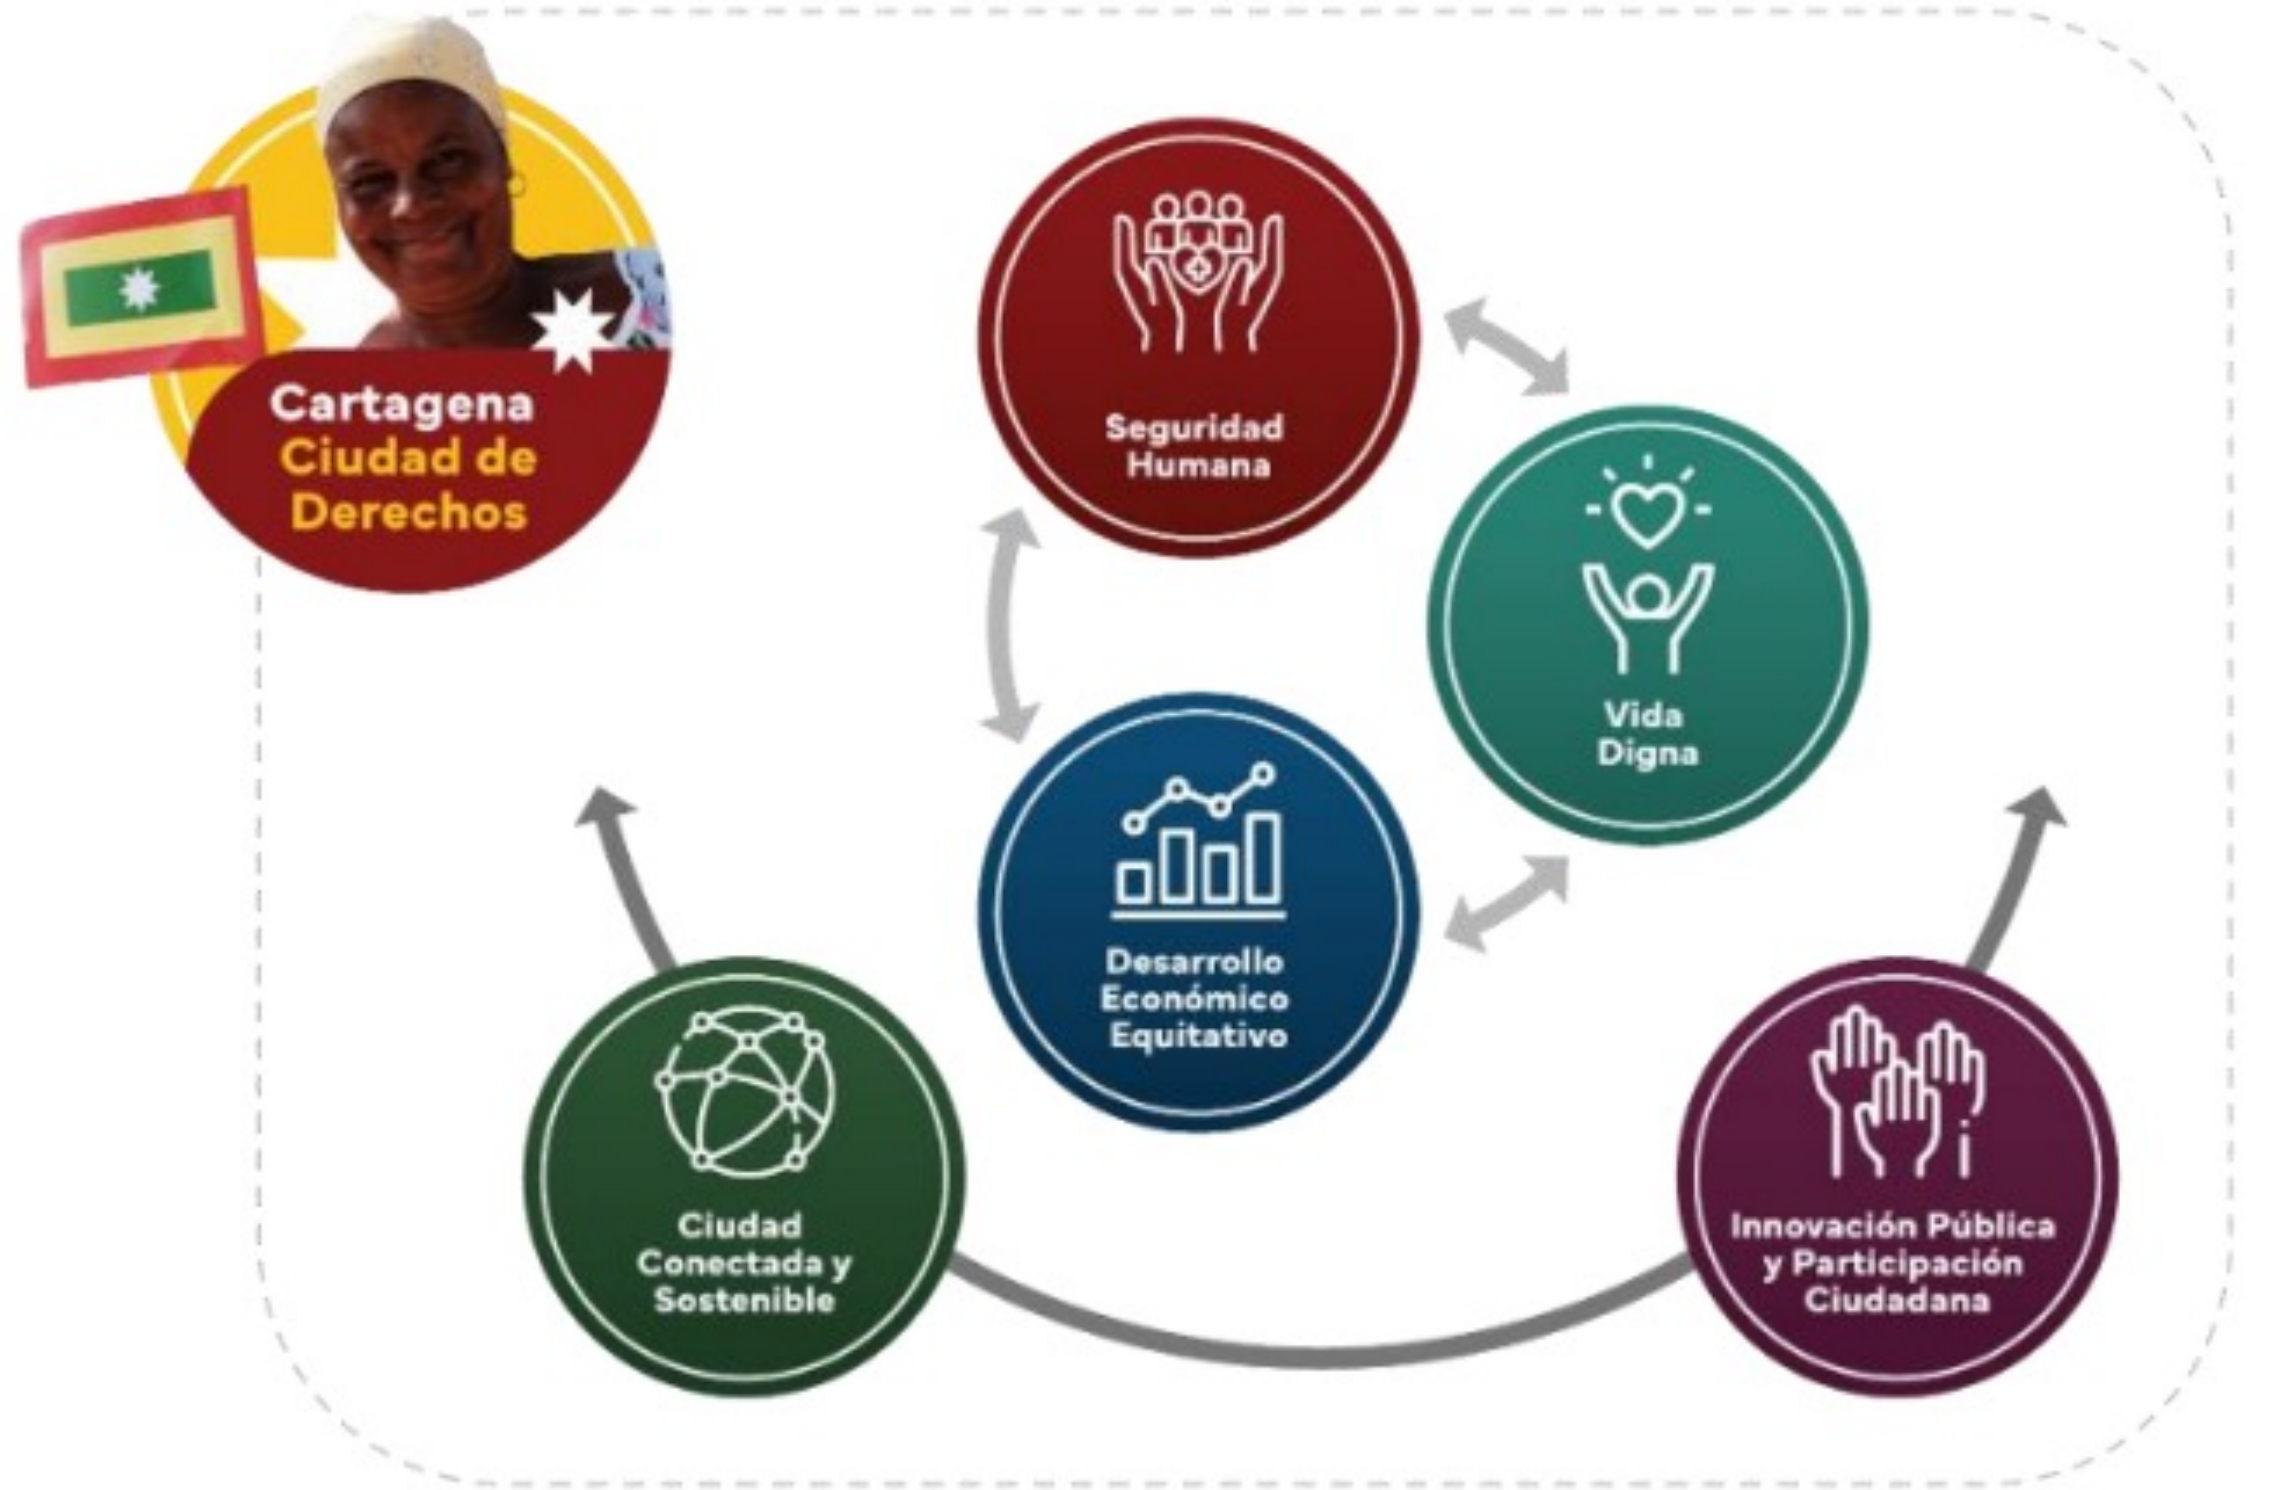 Cartagena
Ciudad de
Derechos
Seguridad
Humana
Vida
Digna
Desarrollo
Económico
Equitativo
Ciudad
Conectada y
Sostenible
Innovación Pública
y Participación
Ciudadana